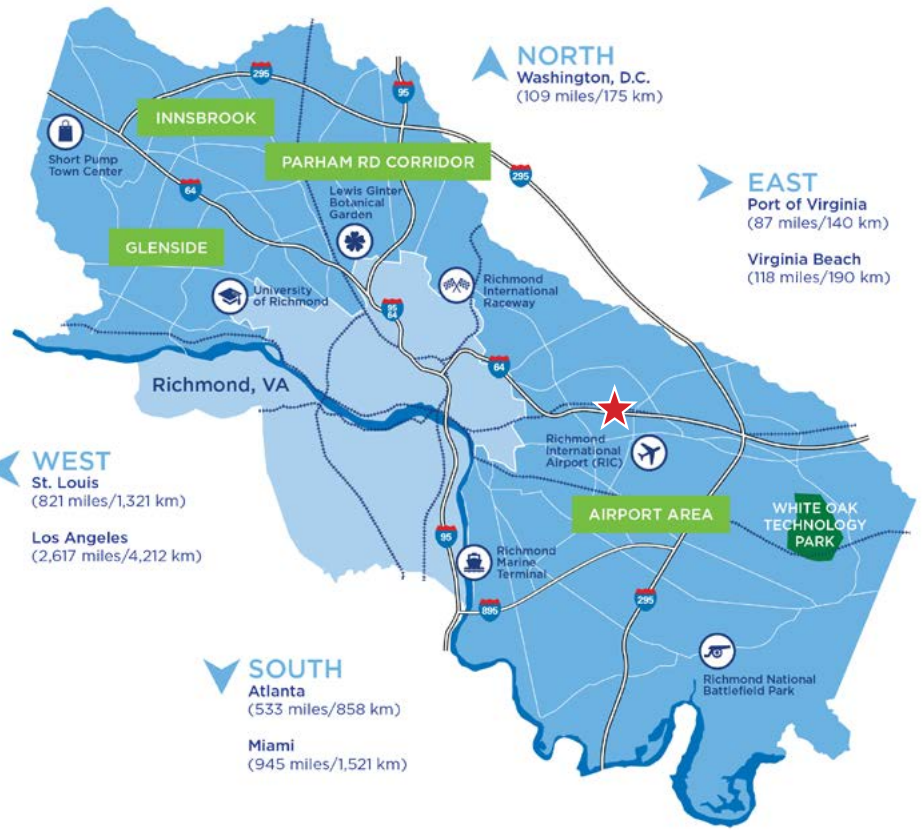 NORTH
Washington, D.C.
(109 miles/175 km)
295
95
INNSBROOK
Short Pump
Town Center
PARHAM RD CORRIDOR
295
64
Lewis Ginter
Botanical
Garden
EAST
Port of Virginia
(87 miles/140 km)
Virginia Beach
(118 miles/190 km)
GLENSIDE
University
of Richmond
Richmond
International
Raceway
95
64
64
Richmond, VA
Richmond
International
Airport (RIC)
WEST
St. Louis
(821 miles/1,321 km)
Los Angeles
(2,617 miles/4,212 km)
AIRPORT AREA
WHITE OAK
TECHNOLOGY
PARK
95
Richmond
Marine
Terminal
895
295
SOUTH
Atlanta
(533 miles/858 km)
Miami
(945 miles/1,521 km)
Richmond National
Battlefield Park